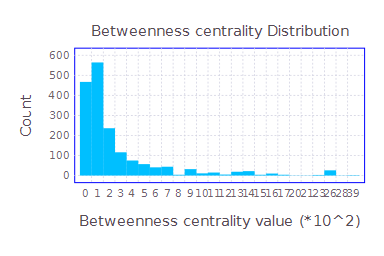 Betweenness centrality Distribution
600
500
400
300
200
100
0
Count
0 1 2 3 4 5 6 7 8 9 10 11 12 13 14 15 16 17 20 21 23 26 28 39
Betweenness centrality value (*10^2)